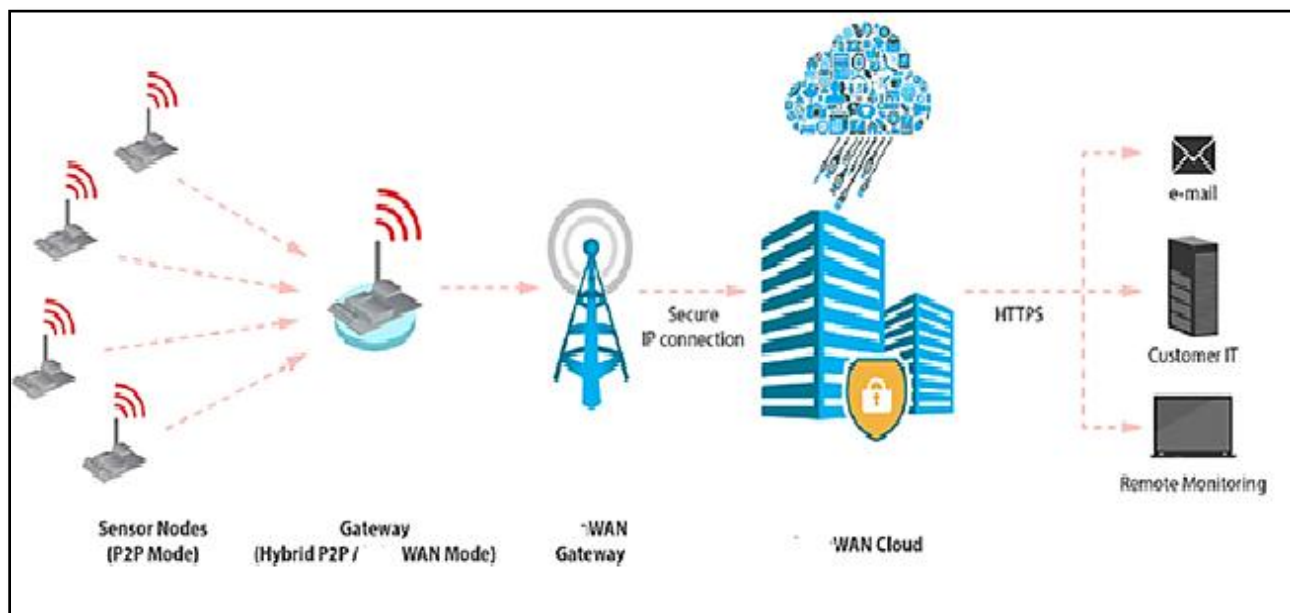 Secure
IP connection
HTTPS
e-mail
Customer IT
Remote Monitoring
Sensor Nodes
(P2P Mode)
Gateway
(Hybrid P2P / WAN Mode)
WAN
Gateway
WAN Cloud